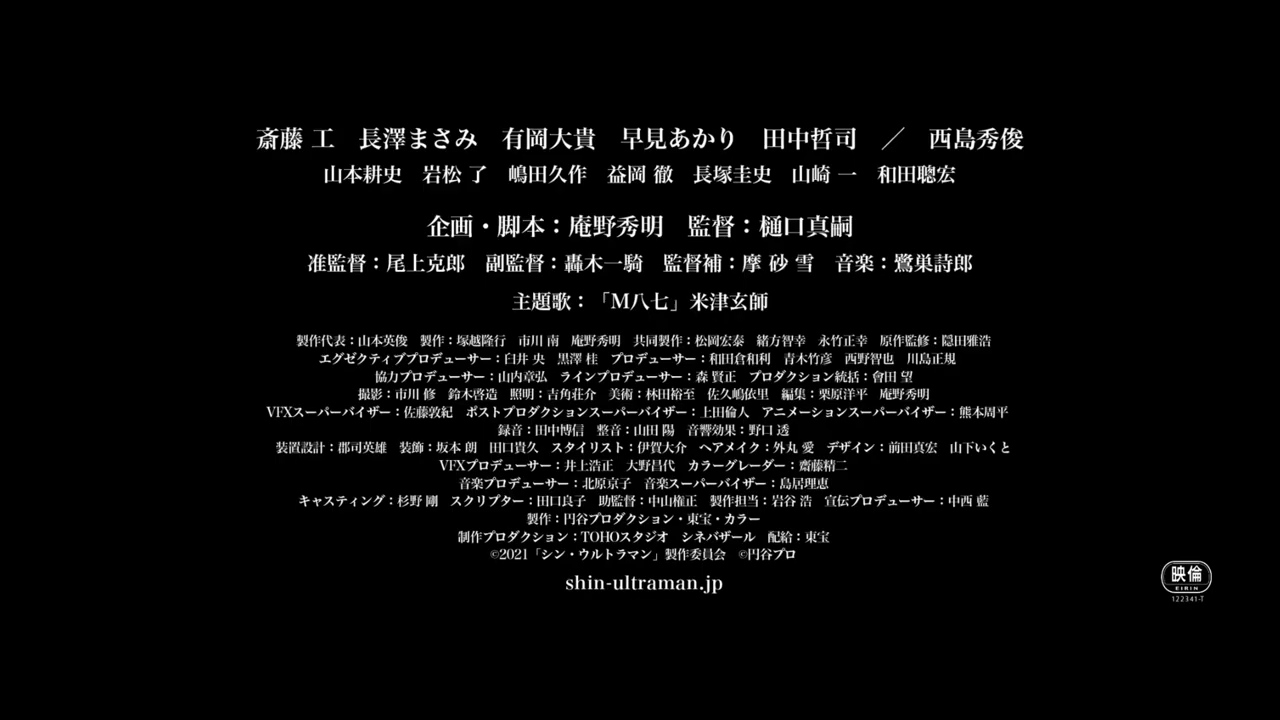 斎藤 工　長澤まさみ　有岡大貴　早見あかり　田中哲司　／　西島秀俊
山本耕史　岩松 了　嶋田久作　益岡 徹　長塚圭史　山崎 一　和田聰宏
企画・脚本：庵野秀明　監督：樋口真嗣
准監督：尾上克郎　副監督：轟木一騎　監督補：摩 砂 雪　音楽：鷺巣詩郎
主題歌：「M八七」米津玄師
製作代表：山本英俊　製作：塚越隆行　市川 南　庵野秀明　共同製作：松岡宏泰　緒方智幸　永竹正幸　原作監修：隠田雅浩
エグゼクティブプロデューサー：臼井 央　黒澤 桂　プロデューサー：和田倉和利　青木竹彦　西野智也　川島正規
協力プロデューサー：山内章弘　ラインプロデューサー：森 賢正　プロダクション統括：會田 望
撮影：市川 修　鈴木啓造　照明：吉角荘介　美術：林田裕至　佐久嶋依里　編集：栗原洋平　庵野秀明
VFXスーパーバイザー：佐藤敦紀　ポストプロダクションスーパーバイザー：上田倫人　アニメーションスーパーバイザー：熊本周平
録音：田中博信　整音：山田 陽　音響効果：野口 透
装置設計：郡司英雄　装飾：坂本 朗　田口貴久　スタイリスト：伊賀大介　ヘアメイク：外丸 愛　デザイン：前田真宏　山下いくと
VFXプロデューサー：井上浩正　大野昌代　カラーグレーダー：齋藤精二
音楽プロデューサー：北原京子　音楽スーパーバイザー：島居理恵
キャスティング：杉野 剛　スクリプター：田口良子　助監督：中山権正　製作担当：岩谷 浩　宣伝プロデューサー：中西 藍
製作：円谷プロダクション・東宝・カラー
制作プロダクション：TOHOスタジオ　シネバザール　配給：東宝
©2021「シン・ウルトラマン」製作委員会　©円谷プロ
shin-ultraman.jp
映倫
EIRIN
122341-T